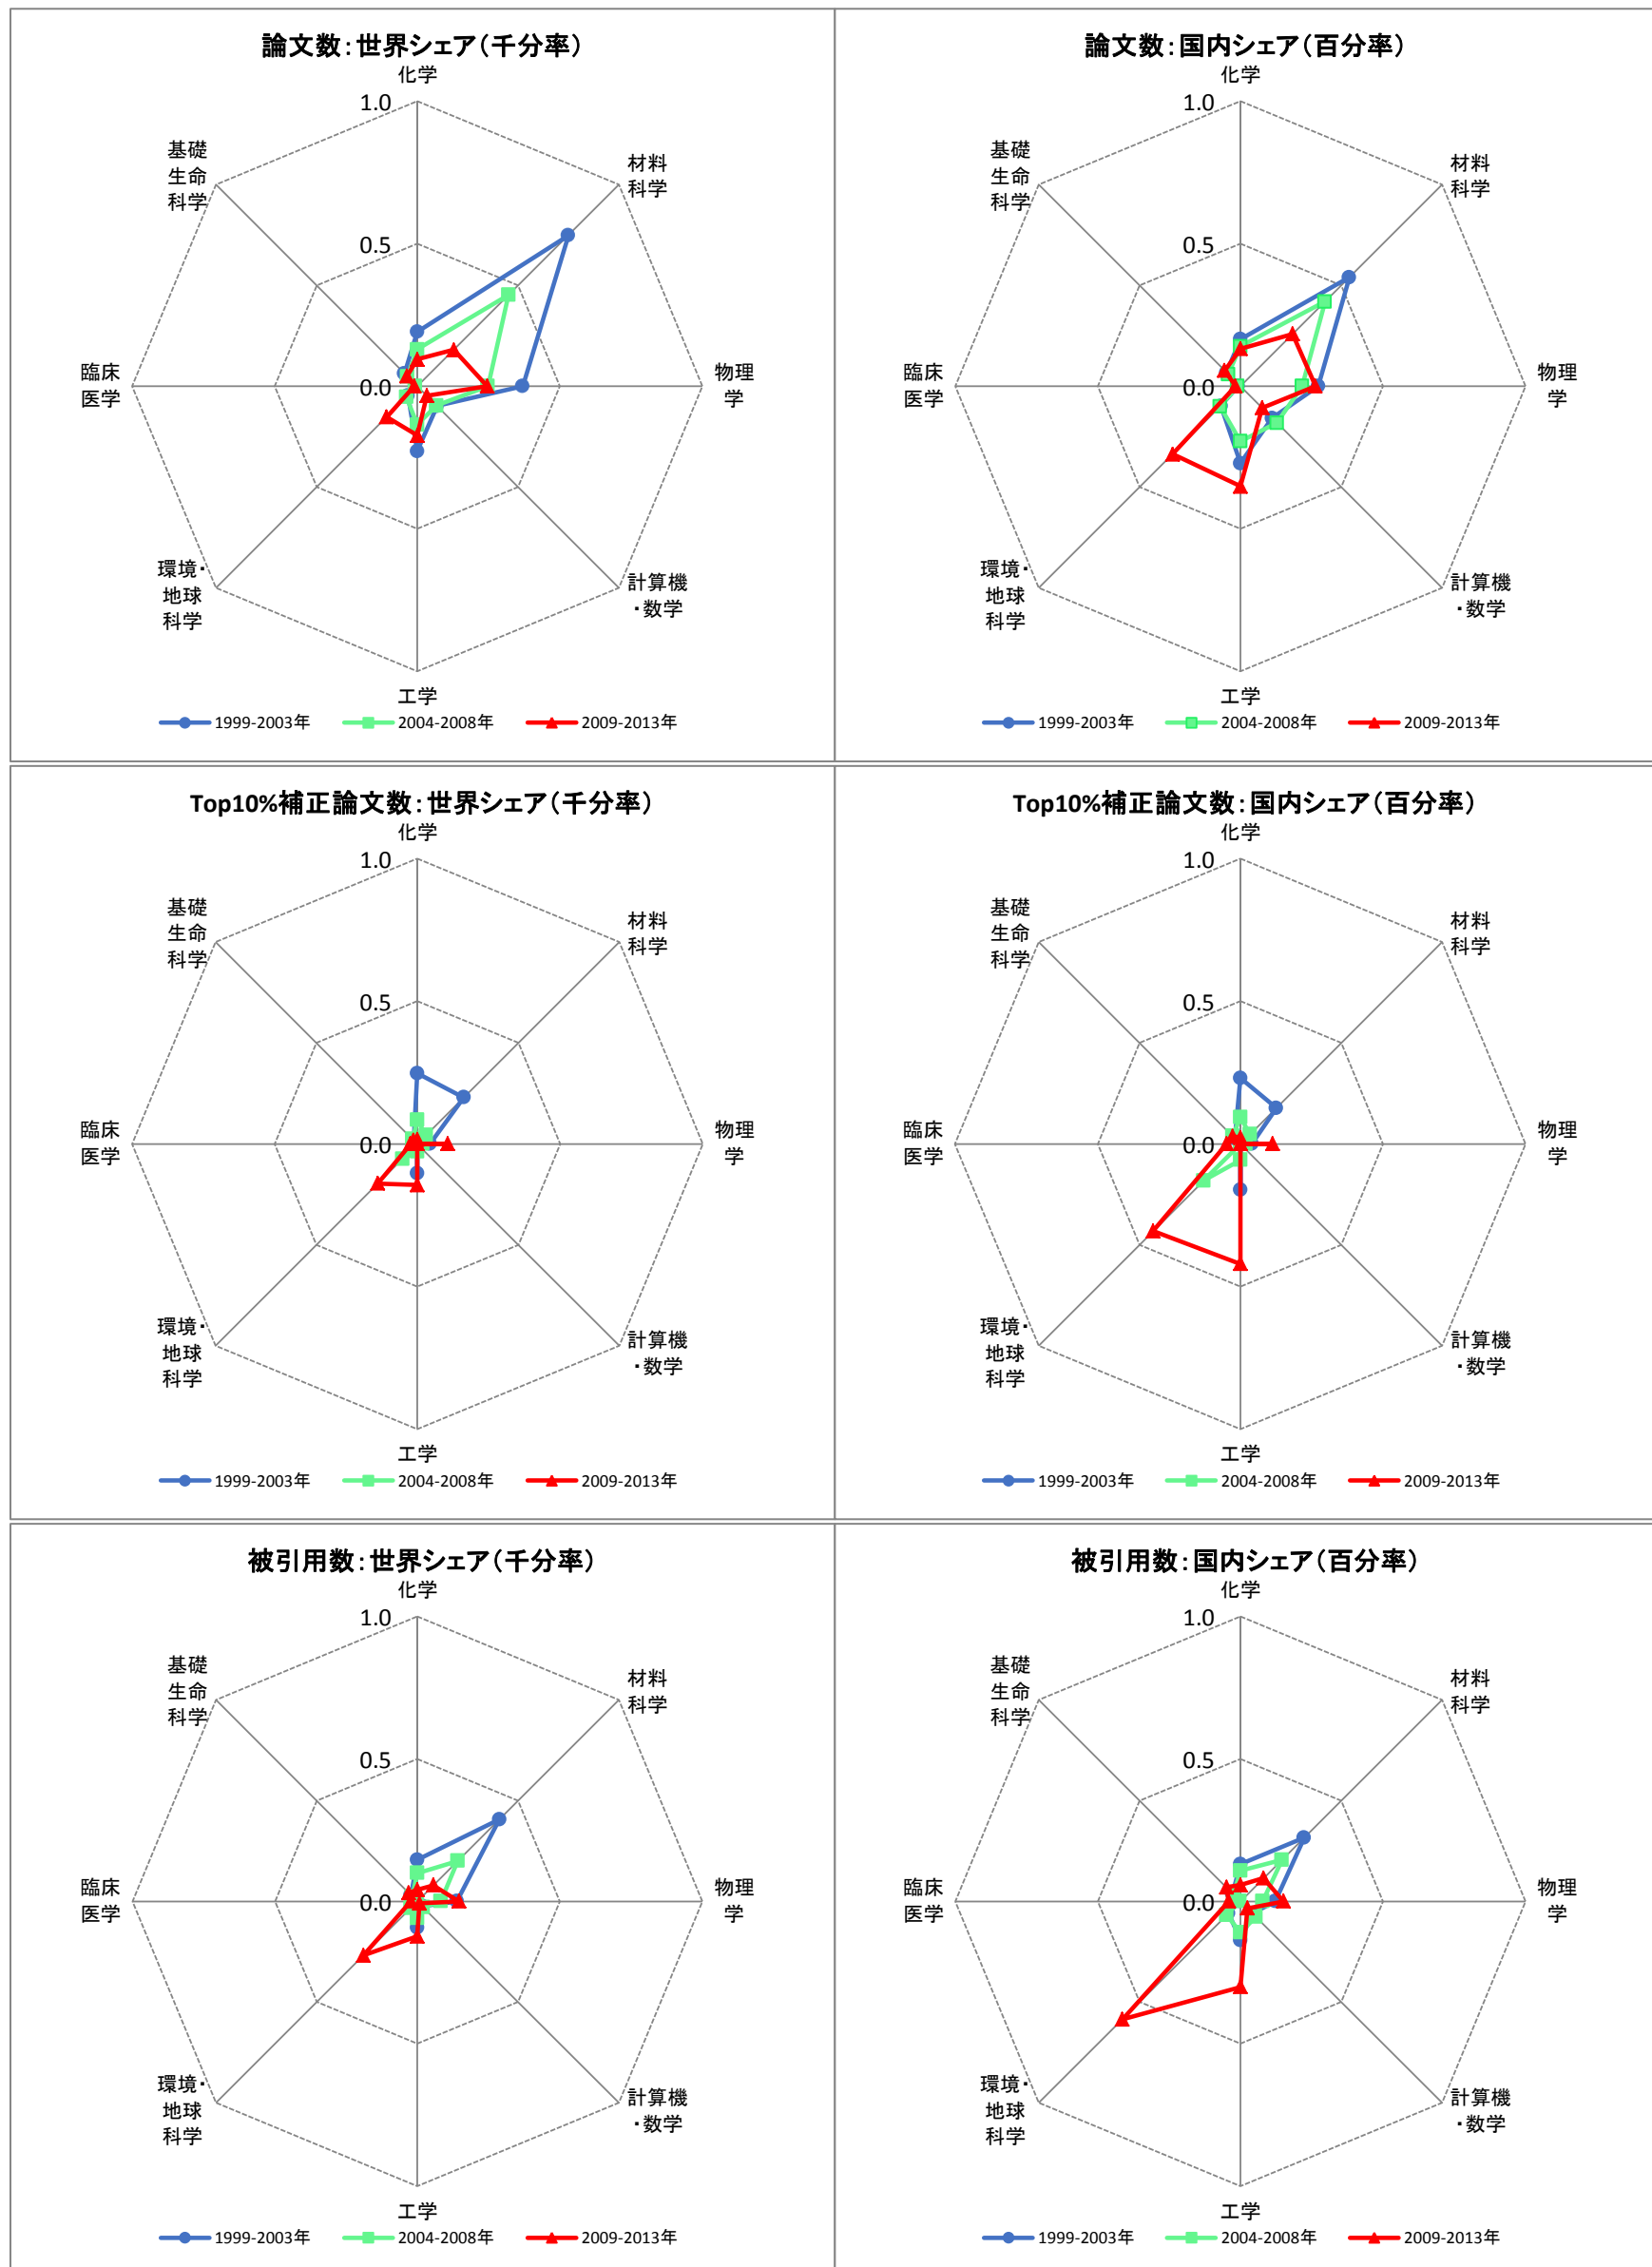 論文数：世界シェア（千分率）
化学
1.0
基礎
生命
科学
材料
科学
0.5
臨床
医学
0.0
物理
学
環境・
地球
科学
計算機
・数学
工学
1999-2003年 2004-2008年 2009-2013年
論文数：国内シェア（百分率）
化学
1.0
基礎
生命
科学
材料
科学
0.5
臨床
医学
0.0
物理
学
環境・
地球
科学
計算機
・数学
工学
1999-2003年 2004-2008年 2009-2013年
Top10%補正論文数：世界シェア（千分率）
化学
1.0
基礎
生命
科学
材料
科学
0.5
臨床
医学
0.0
物理
学
環境・
地球
科学
計算機
・数学
工学
1999-2003年 2004-2008年 2009-2013年
Top10%補正論文数：国内シェア（百分率）
化学
1.0
基礎
生命
科学
材料
科学
0.5
臨床
医学
0.0
物理
学
環境・
地球
科学
計算機
・数学
工学
1999-2003年 2004-2008年 2009-2013年
被引用数：世界シェア（千分率）
化学
1.0
基礎
生命
科学
材料
科学
0.5
臨床
医学
0.0
物理
学
環境・
地球
科学
計算機
・数学
工学
1999-2003年 2004-2008年 2009-2013年
被引用数：国内シェア（百分率）
化学
1.0
基礎
生命
科学
材料
科学
0.5
臨床
医学
0.0
物理
学
環境・
地球
科学
計算機
・数学
工学
1999-2003年 2004-2008年 2009-2013年